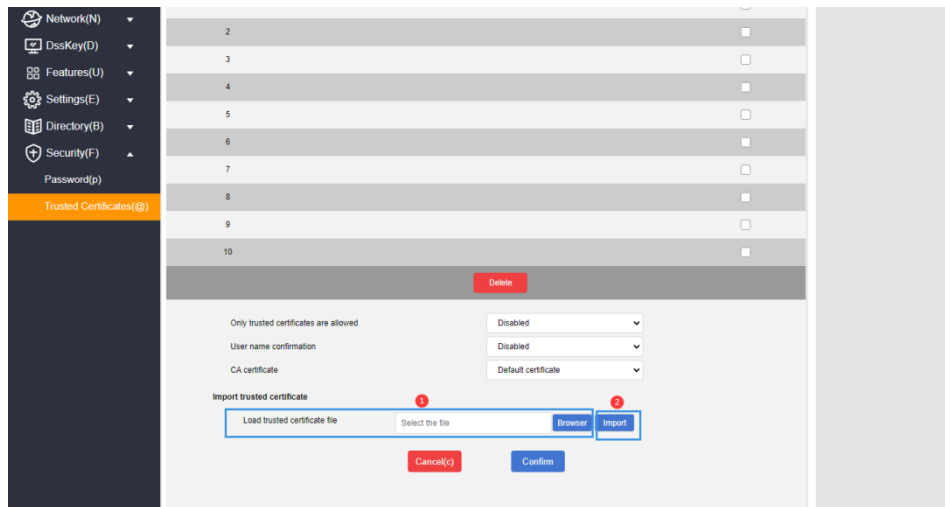 Network(N)
DssKey(D)
Features(U)
Settings(E)
Directory(B)
Security(F)
Password(p)
Trusted Certificates(@)
2
3
4
5
6
7
8
9
10
Delete
Only trusted certificates are allowed Disabled
User name confirmation Disabled
CA certificate Default certificate
Import trusted certificate 1 2
Load trusted certificate file Select the file Browser Import
Cancel(c) Confirm